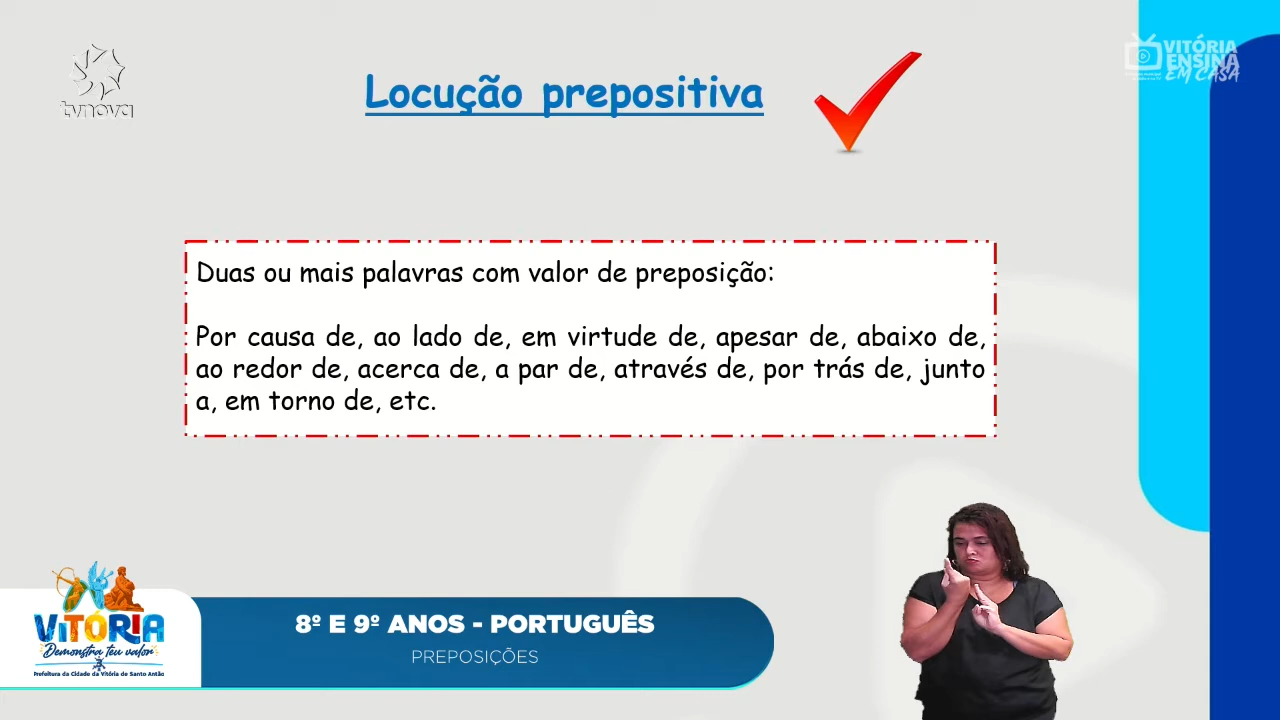 tvnova
VITÓRIA
ENSINA
EM CASA
Locução prepositiva
Duas ou mais palavras com valor de preposição:
Por causa de, ao lado de, em virtude de, apesar de, abaixo de,
ao redor de, acerca de, a par de, através de, por trás de, junto
a, em torno de, etc.
VITÓRIA
Demonstra teu valor
Prefeitura da Cidade da Vitória de Santo Antão
8º E 9º ANOS - PORTUGUÊS
PREPOSIÇÕES